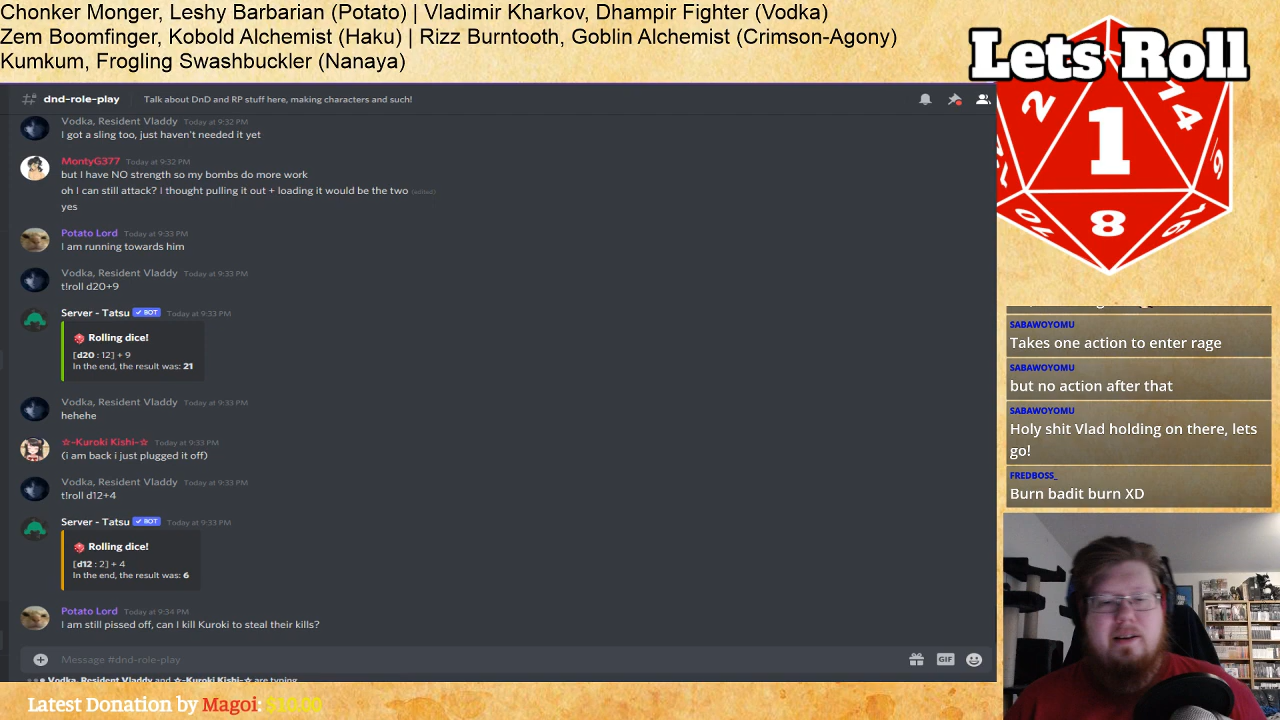 Chonker Monger, Leshy Barbarian (Potato) | Vladimir Kharkov, Dhampir Fighter (Vodka)
Zem Boomfinger, Kobold Alchemist (Haku) | Rizz Burntooth, Goblin Alchemist (Crimson-Agony)
Kumkum, Frogling Swashbuckler (Nanaya)
Lets Roll
2
14
1
8
dnd-role-play Talk about DnD and RP stuff here, making characters and such!
Vodka, Resident Vladdy Today at 9:32 PM
I got a sling too, just haven't needed it yet
MontyG377 Today at 9:32 PM
but I have NO strength so my bombs do more work
oh I can still attack? I thought pulling it out + loading it would be the two (edited)
yes
Potato Lord Today at 9:33 PM
I am running towards him
Vodka, Resident Vladdy Today at 9:33 PM
t!roll d20+9
Server - Tatsu ✓ BOT Today at 9:33 PM
Rolling dice!
[d20 : 12] + 9
In the end, the result was: 21
Vodka, Resident Vladdy Today at 9:33 PM
hehehe
☆-Kuroki Kishi-☆ Today at 9:33 PM
(i am back i just plugged it off)
Vodka, Resident Vladdy Today at 9:33 PM
t!roll d12+4
Server - Tatsu ✓ BOT Today at 9:33 PM
Rolling dice!
[d12 : 2] + 4
In the end, the result was: 6
Potato Lord Today at 9:34 PM
I am still pissed off, can I kill Kuroki to steal their kills?
Message #dnd-role-play
GIF
Vodka, Resident Vladdy and ☆-Kuroki Kishi-☆ are typing
SABAWOYOMU
Takes one action to enter rage
SABAWOYOMU
but no action after that
SABAWOYOMU
Holy shit Vlad holding on there, lets
go!
FREDBOSS_
Burn badit burn XD
Latest Donation by Magoi: $10.00